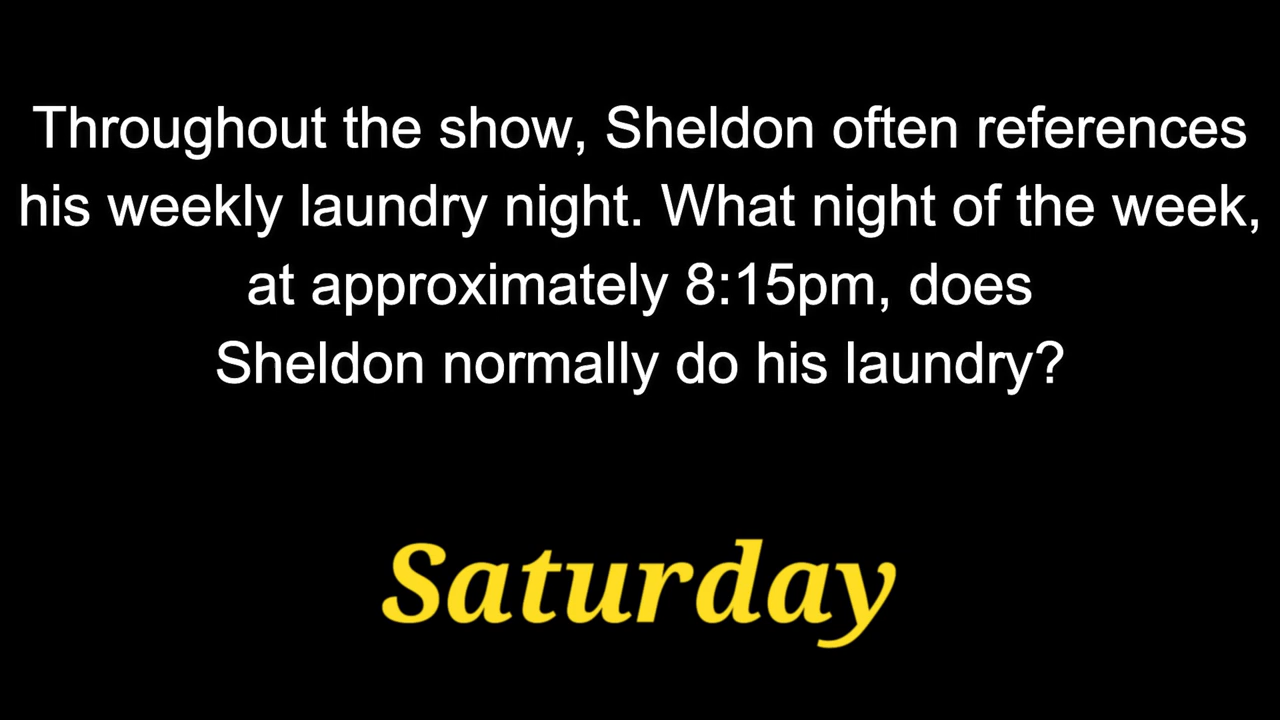 Throughout the show, Sheldon often references
his weekly laundry night. What night of the week,
at approximately 8:15pm, does
Sheldon normally do his laundry?
Saturday